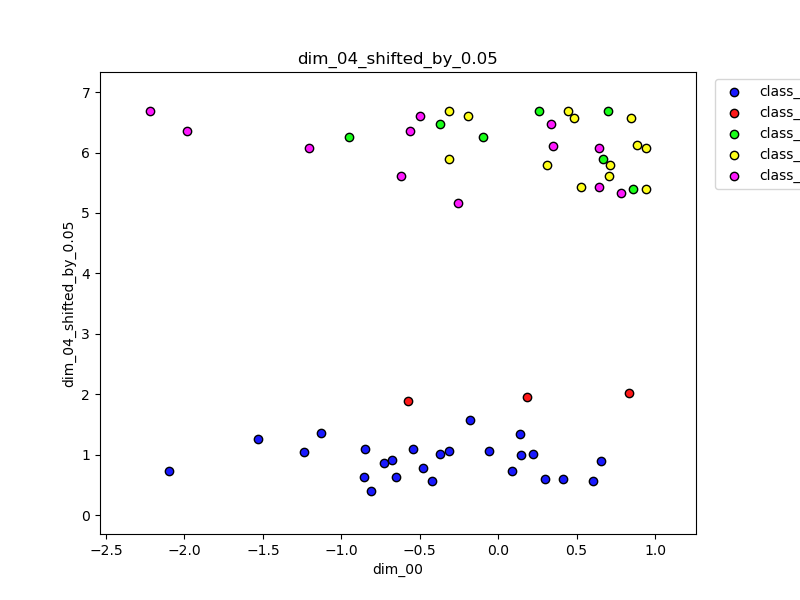 dim_04_shifted_by_0.05
7
6
5
4
3
2
1
0
dim_04_shifted_by_0.05
−2.5 −2.0 −1.5 −1.0 −0.5 0.0 0.5 1.0
dim_00
class_
class_
class_
class_
class_